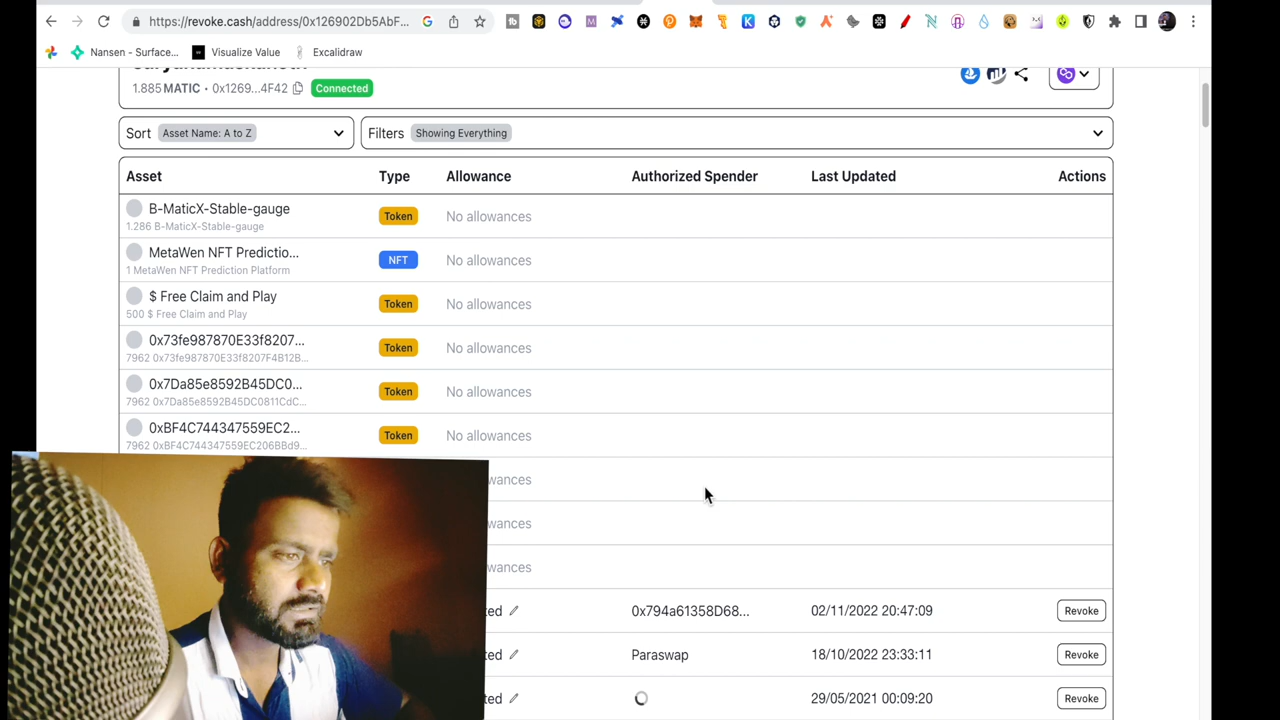 https://revoke.cash/address/0x126902Db5AbF...
Nansen - Surface...
Visualize Value
Excalidraw
1.885 MATIC · 0x1269...4F42
Connected
Sort
Asset Name: A to Z
Filters
Showing Everything
Asset Type Allowance Authorized Spender Last Updated Actions
B-MaticX-Stable-gauge
1.286 B-MaticX-Stable-gauge
Token
No allowances
MetaWen NFT Predictio...
1 MetaWen NFT Prediction Platform
NFT
No allowances
$ Free Claim and Play
500 $ Free Claim and Play
Token
No allowances
0x73fe987870E33f8207...
7962 0x73fe987870E33f8207F4B12B...
Token
No allowances
0x7Da85e8592B45DC0...
7962 0x7Da85e8592B45DC0811CdC...
Token
No allowances
0xBF4C744347559EC2...
7962 0xBF4C744347559EC206BBd9...
Token
No allowances
wances
wances
wances
ted 0x794a61358D68... 02/11/2022 20:47:09 Revoke
ted Paraswap 18/10/2022 23:33:11 Revoke
ted 29/05/2021 00:09:20 Revoke